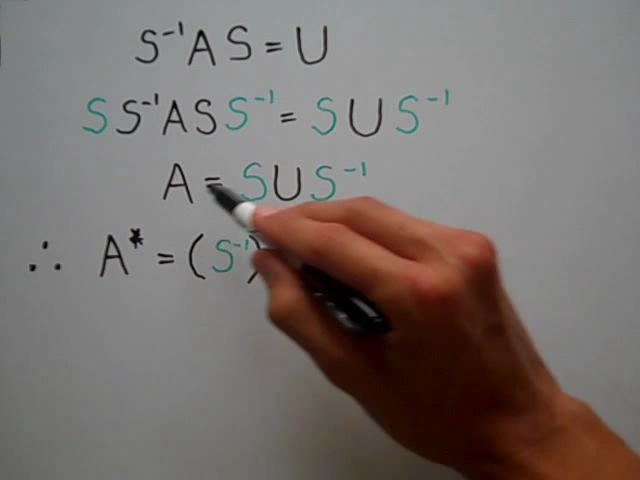 S⁻¹AS = U
SS⁻¹ASS⁻¹ = SUS⁻¹
A = SUS⁻¹
∴ A* = (S⁻¹)